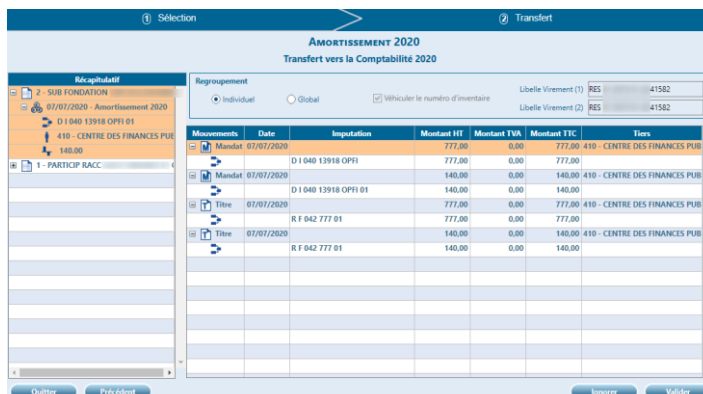 1 Sélection
2 Transfert
AMORTISSEMENT 2020
Transfert vers la Comptabilité 2020
Récapitulatif
2 - SUB FONDATION
07/07/2020 - Amortissement 2020
D I 040 13918 OPFI 01
410 - CENTRE DES FINANCES PUB
140.00
1 - PARTICIP RACC
Regroupement
Individuel Global Véhiculer le numéro d'inventaire
Libelle Virement (1) RES 41582
Libelle Virement (2) RES 41582
Mouvements Date Imputation Montant HT Montant TVA Montant TTC Tiers
Mandat 07/07/2020 777,00 0,00 777,00 410 - CENTRE DES FINANCES PUB
D I 040 13918 OPFI 777,00 0,00 777,00
Mandat 07/07/2020 140,00 0,00 140,00 410 - CENTRE DES FINANCES PUB
D I 040 13918 OPFI 01 140,00 0,00 140,00
Titre 07/07/2020 777,00 0,00 777,00 410 - CENTRE DES FINANCES PUB
R F 042 777 01 777,00 0,00 777,00
Titre 07/07/2020 140,00 0,00 140,00 410 - CENTRE DES FINANCES PUB
R F 042 777 01 140,00 0,00 140,00
Quitter Précédent Ignorer Valider